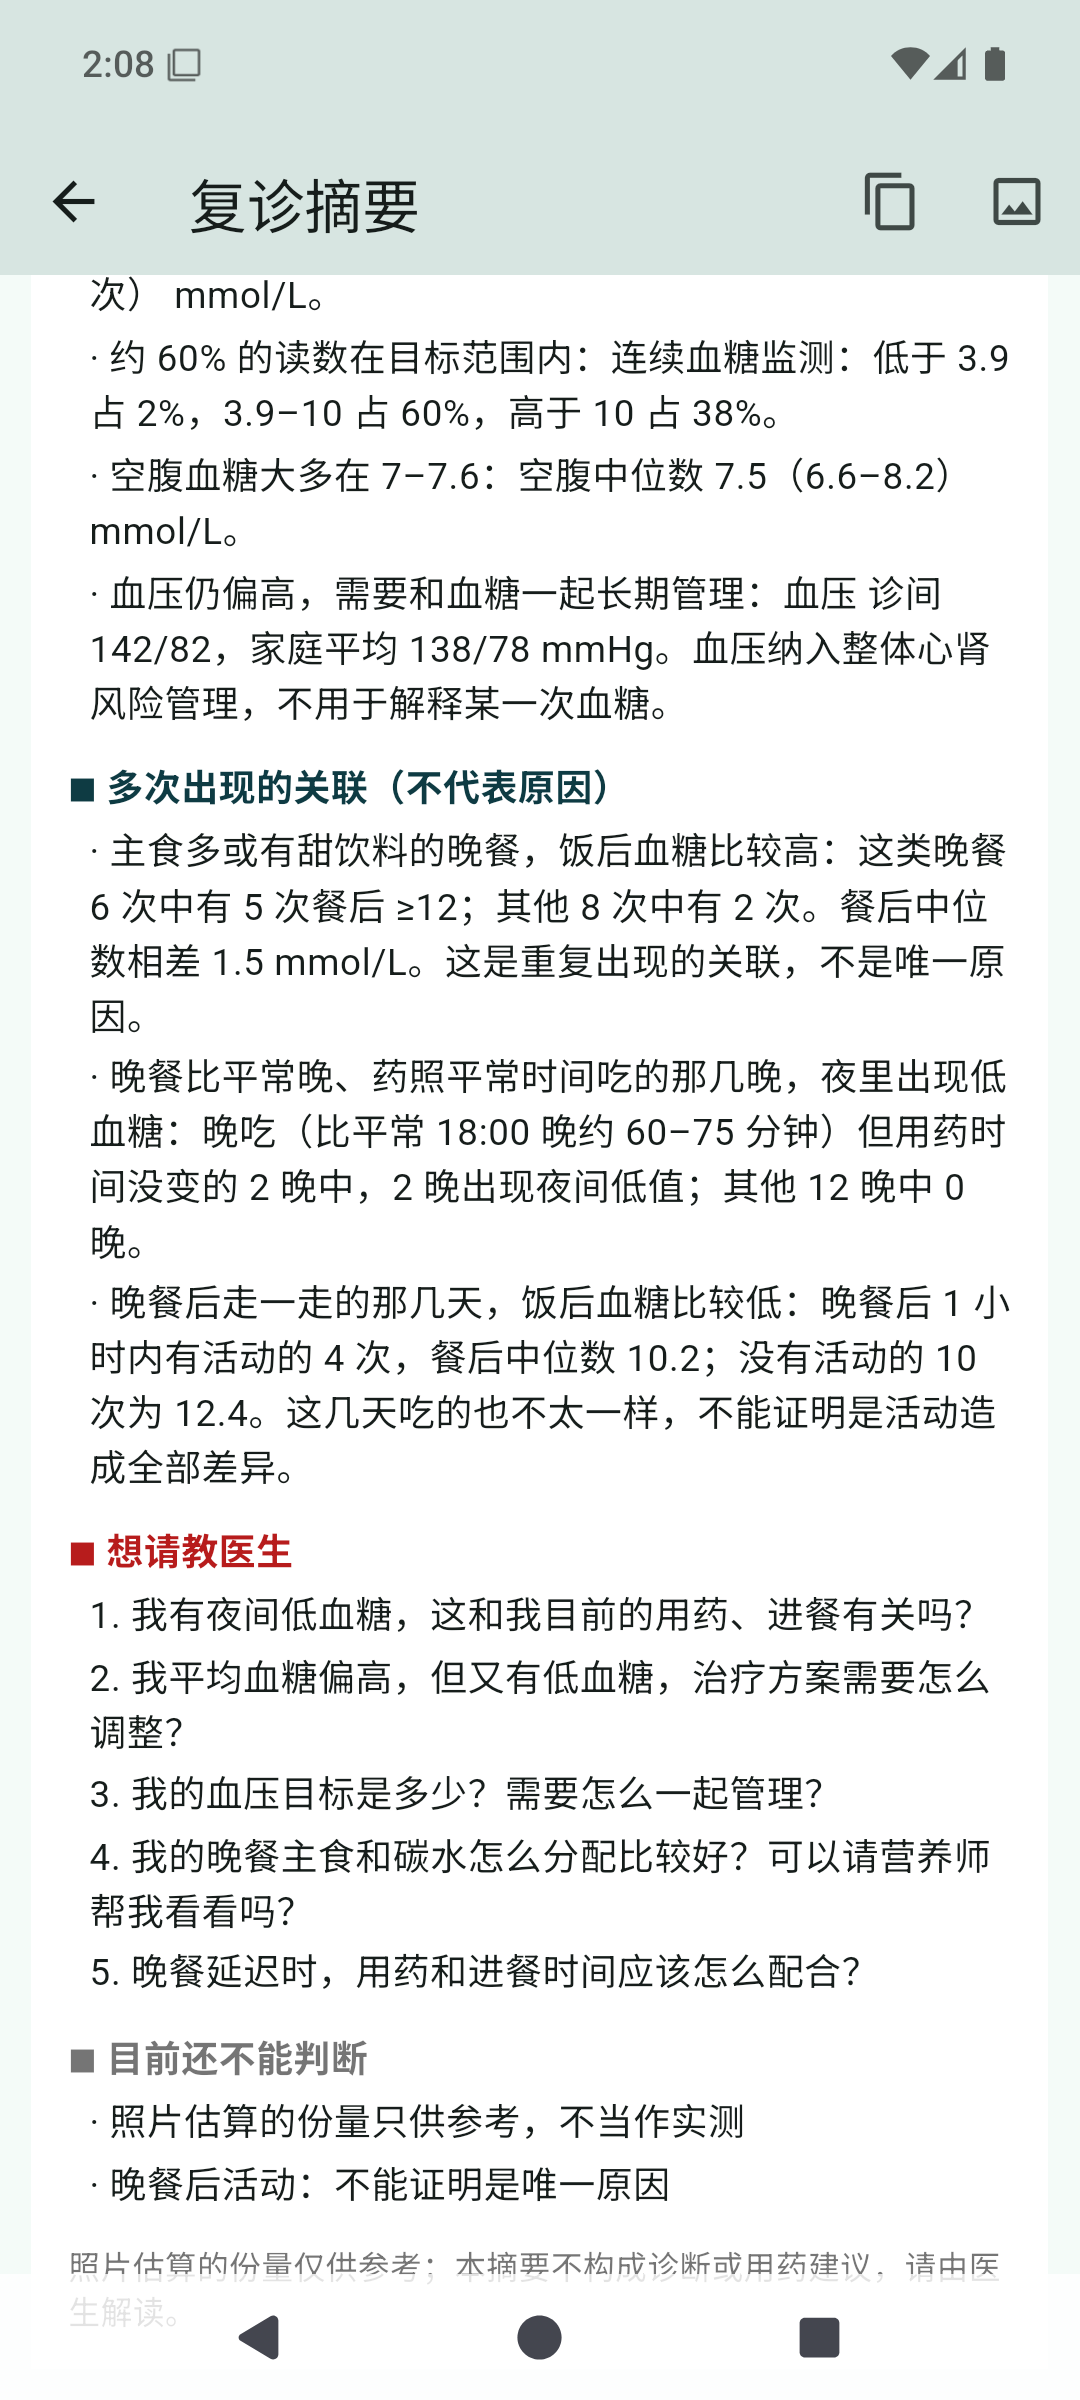 2:08
复诊摘要
次） mmol/L。
· 约 60% 的读数在目标范围内：连续血糖监测：低于 3.9
占 2%，3.9–10 占 60%，高于 10 占 38%。
· 空腹血糖大多在 7–7.6：空腹中位数 7.5（6.6–8.2）
mmol/L。
· 血压仍偏高，需要和血糖一起长期管理：血压 诊间
142/82，家庭平均 138/78 mmHg。血压纳入整体心肾
风险管理，不用于解释某一次血糖。
■ 多次出现的关联（不代表原因）
· 主食多或有甜饮料的晚餐，饭后血糖比较高：这类晚餐
6 次中有 5 次餐后 ≥12；其他 8 次中有 2 次。餐后中位
数相差 1.5 mmol/L。这是重复出现的关联，不是唯一原
因。
· 晚餐比平常晚、药照平常时间吃的那几晚，夜里出现低
血糖：晚吃（比平常 18:00 晚约 60–75 分钟）但用药时
间没变的 2 晚中，2 晚出现夜间低值；其他 12 晚中 0
晚。
· 晚餐后走一走的那几天，饭后血糖比较低：晚餐后 1 小
时内有活动的 4 次，餐后中位数 10.2；没有活动的 10
次为 12.4。这几天吃的也不太一样，不能证明是活动造
成全部差异。
■ 想请教医生
1. 我有夜间低血糖，这和我目前的用药、进餐有关吗？
2. 我平均血糖偏高，但又有低血糖，治疗方案需要怎么
调整？
3. 我的血压目标是多少？需要怎么一起管理？
4. 我的晚餐主食和碳水怎么分配比较好？可以请营养师
帮我看看吗？
5. 晚餐延迟时，用药和进餐时间应该怎么配合？
■ 目前还不能判断
· 照片估算的份量只供参考，不当作实测
· 晚餐后活动：不能证明是唯一原因
照片估算的份量仅供参考；本摘要不构成诊断或用药建议，请由医
生解读。